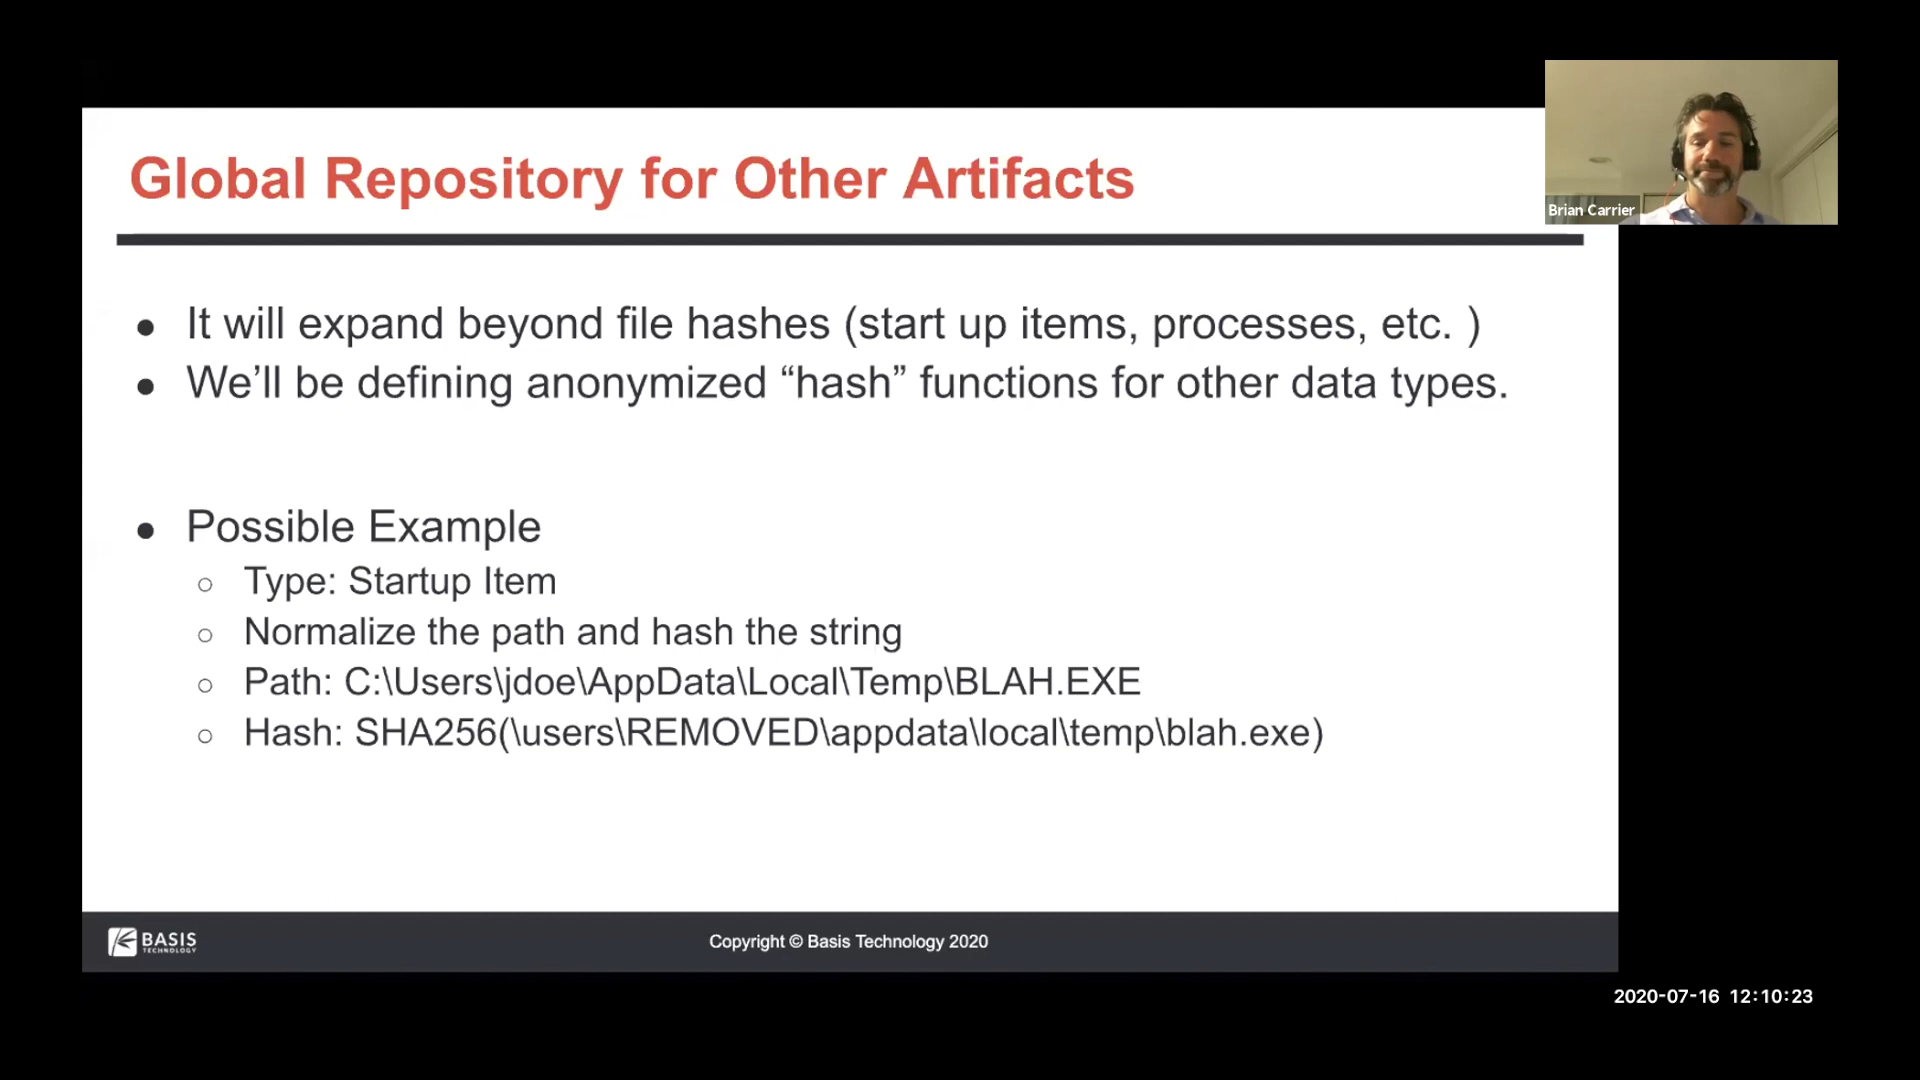 Global Repository for Other Artifacts
Brian Carrier
● It will expand beyond file hashes (start up items, processes, etc. )
● We’ll be defining anonymized “hash” functions for other data types.
● Possible Example
○ Type: Startup Item
○ Normalize the path and hash the string
○ Path: C:\Users\jdoe\AppData\Local\Temp\BLAH.EXE
○ Hash: SHA256(\users\REMOVED\appdata\local\temp\blah.exe)
BASIS
TECHNOLOGY
Copyright © Basis Technology 2020
2020-07-16 12:10:23